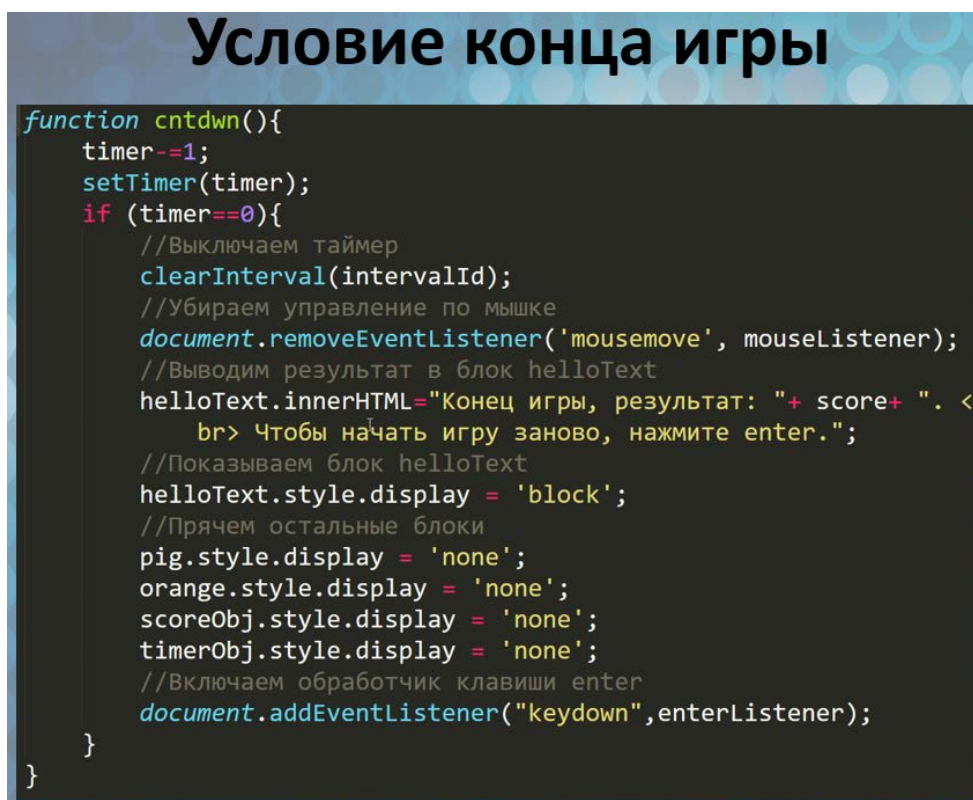 Условие конца игры
function cntdwn(){
    timer-=1;
    setTimer(timer);
    if (timer==0){
        //Выключаем таймер
        clearInterval(intervalId);
        //Убираем управление по мышке
        document.removeEventListener('mousemove', mouseListener);
        //Выводим результат в блок helloText
        helloText.innerHTML="Конец игры, результат: "+ score+ ". <
            br> Чтобы начать игру заново, нажмите enter.";
        //Показываем блок helloText
        helloText.style.display = 'block';
        //Прячем остальные блоки
        pig.style.display = 'none';
        orange.style.display = 'none';
        scoreObj.style.display = 'none';
        timerObj.style.display = 'none';
        //Включаем обработчик клавиши enter
        document.addEventListener("keydown",enterListener);
    }
}